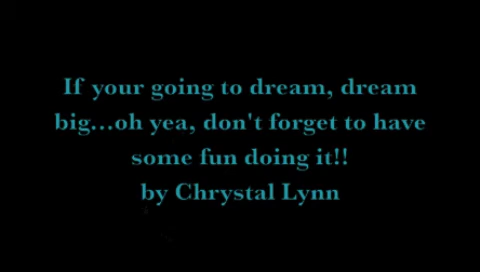 If your going to dream, dream
big...oh yea, don't forget to have
some fun doing it!!
by Chrystal Lynn